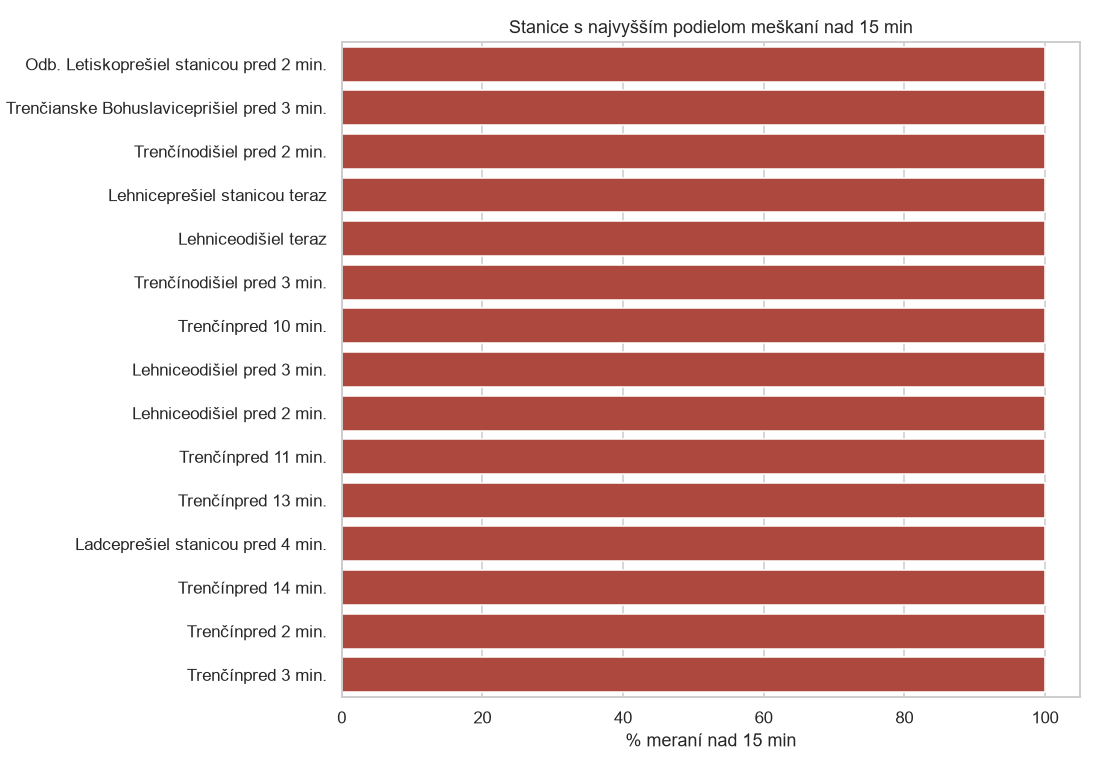 Stanice s najvyšším podielom meškaní nad 15 min
Odb. Letiskoprešiel stanicou pred 2 min.
Trenčianske Bohuslaviceprišiel pred 3 min.
Trenčínodišiel pred 2 min.
Lehniceprešiel stanicou teraz
Lehniceodišiel teraz
Trenčínodišiel pred 3 min.
Trenčínpred 10 min.
Lehniceodišiel pred 3 min.
Lehniceodišiel pred 2 min.
Trenčínpred 11 min.
Trenčínpred 13 min.
Ladceprešiel stanicou pred 4 min.
Trenčínpred 14 min.
Trenčínpred 2 min.
Trenčínpred 3 min.
0 20 40 60 80 100
% meraní nad 15 min